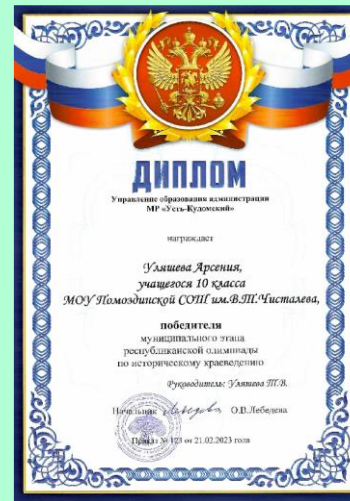 ДИПЛОМ
Управление образования администрации
МР «Усть-Куломский»
награждает
Уляшева Арсения,
учащегося 10 класса
МОУ Помоздинской СОШ им.В.Т.Чисталева,
победителя
муниципального этапа
республиканской олимпиады
по историческому краеведению
Руководитель: Уляшева Т.В.
Начальник О.В.Лебедева
Приказ № 123 от 21.02.2023 года